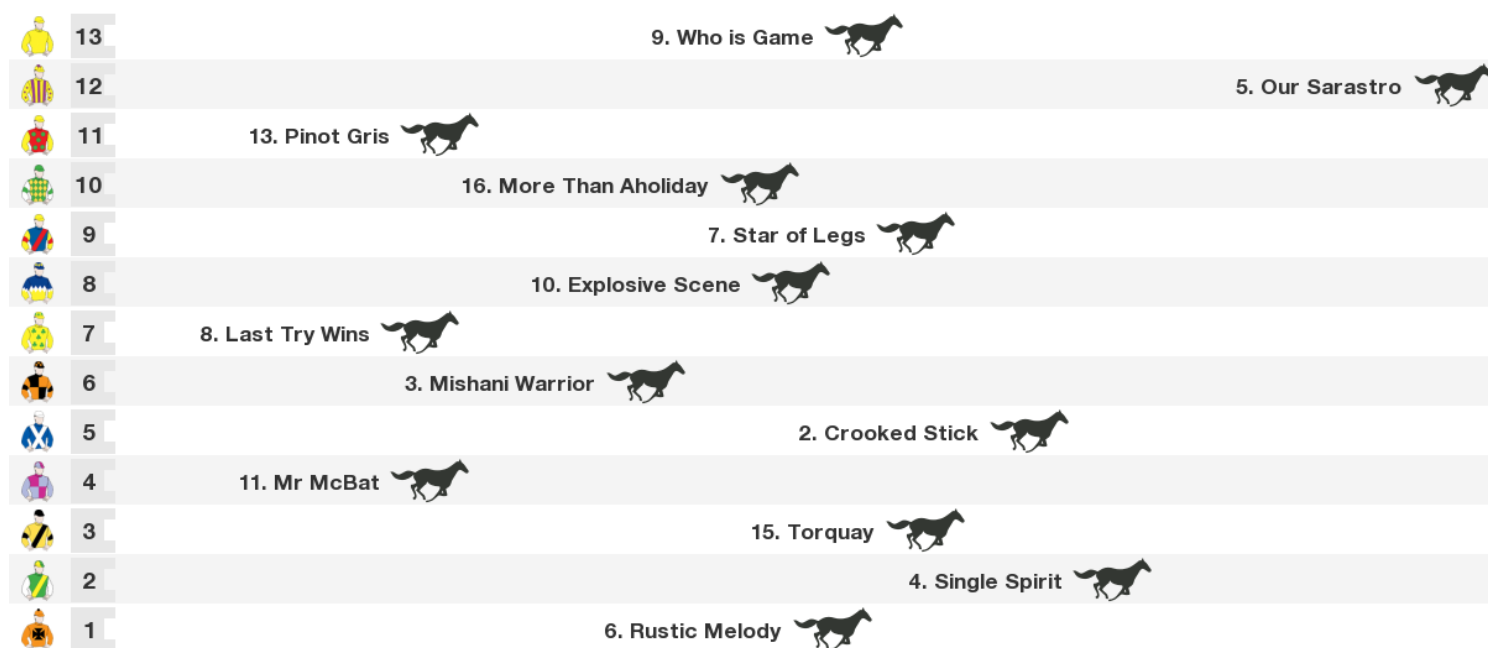 13 9. Who is Game
12 5. Our Sarastro
11 13. Pinot Gris
10 16. More Than Aholiday
9 7. Star of Legs
8 10. Explosive Scene
7 8. Last Try Wins
6 3. Mishani Warrior
5 2. Crooked Stick
4 11. Mr McBat
3 15. Torquay
2 4. Single Spirit
1 6. Rustic Melody